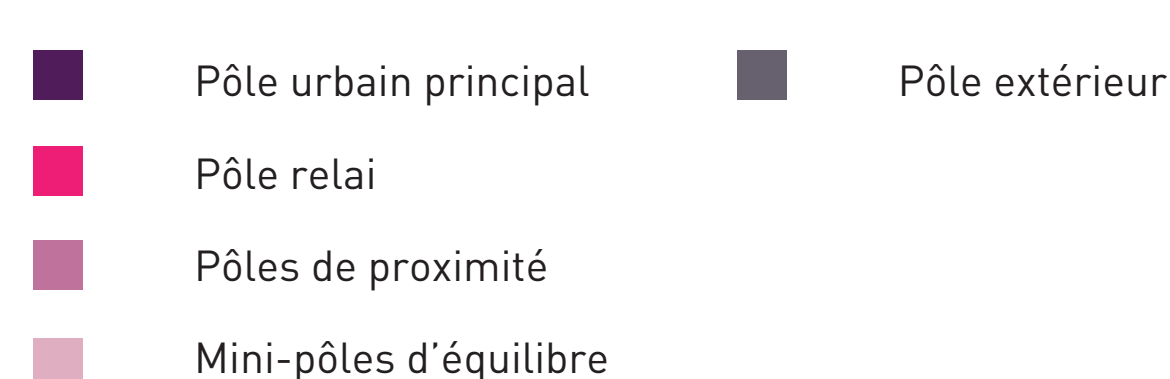 Pôle urbain principal
Pôle relai
Pôles de proximité
Mini-pôles d’équilibre
Pôle extérieur